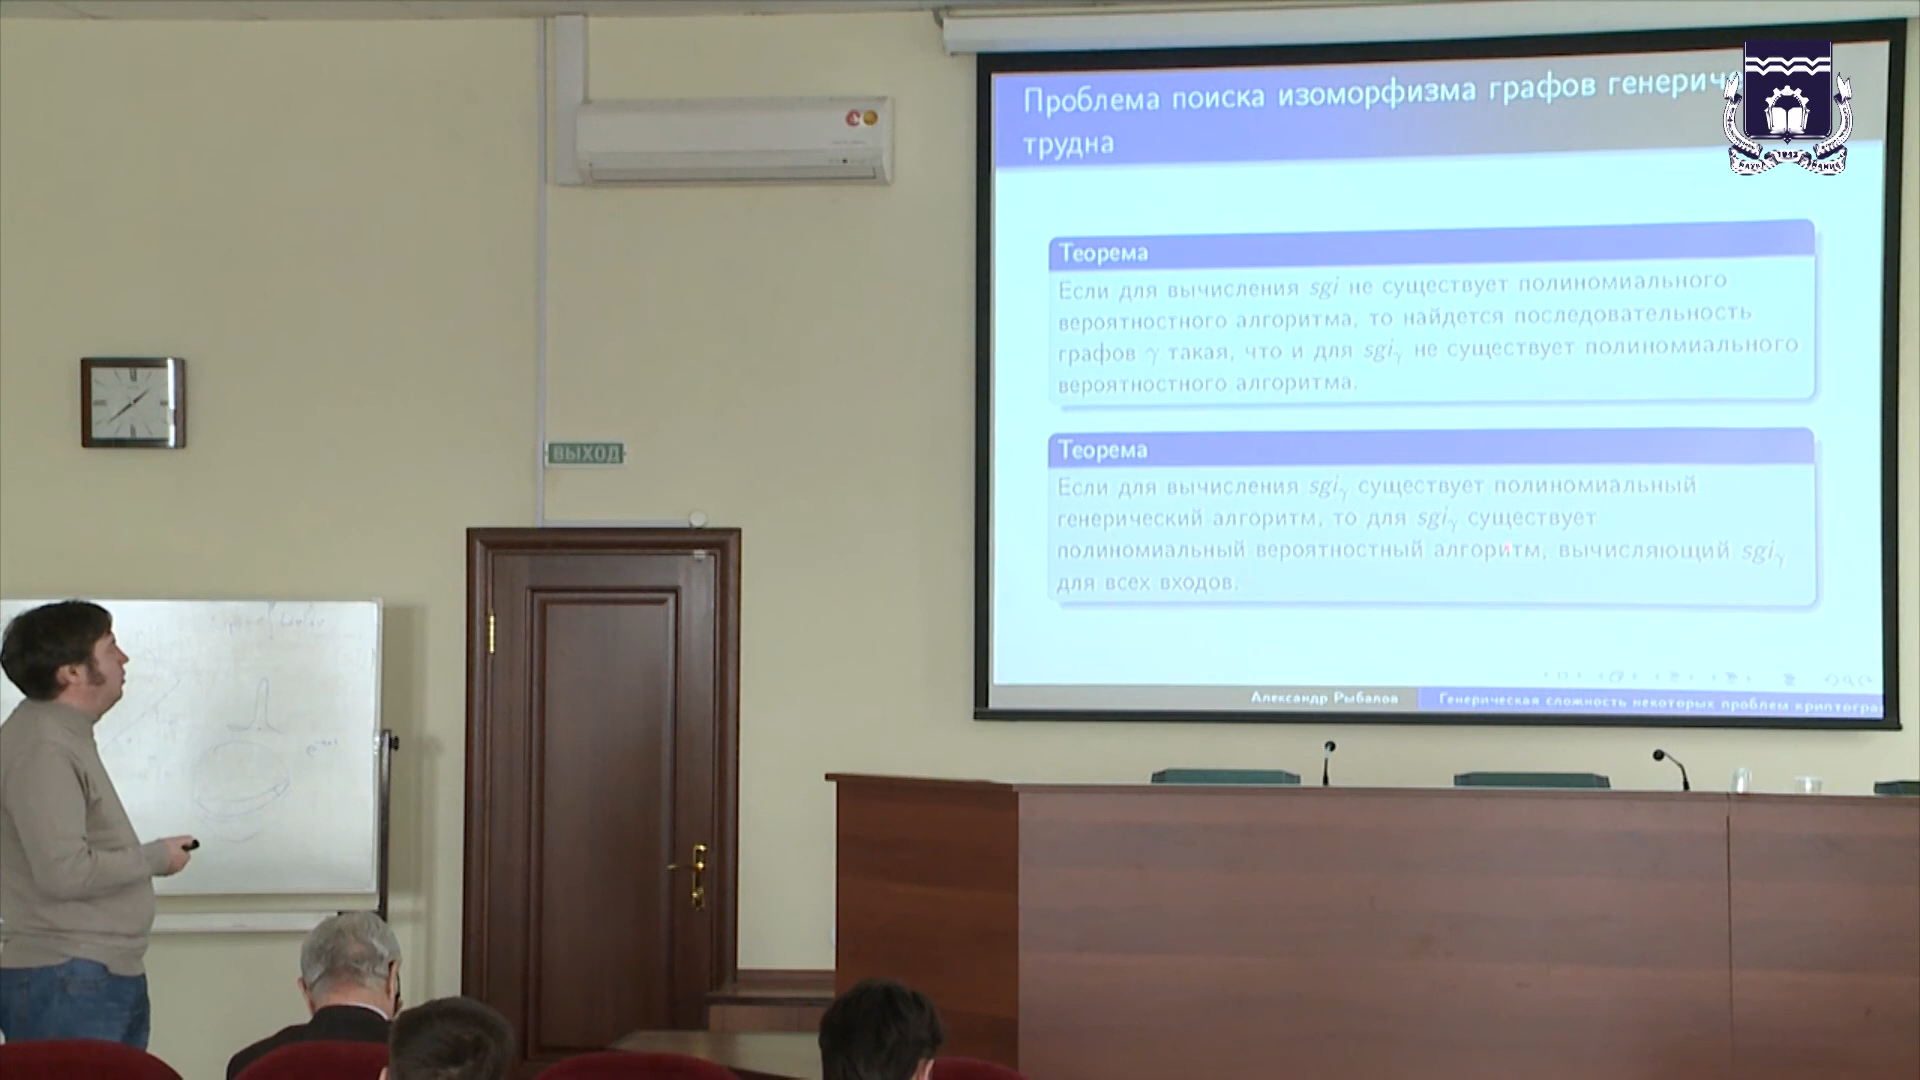 Проблема поиска изоморфизма графов генерич
трудна
Теорема
Если для вычисления sgi не существует полиномиального
вероятностного алгоритма, то найдется последовательность
графов γ такая, что и для sgiᵧ не существует полиномиального
вероятностного алгоритма.
Теорема
Если для вычисления sgiᵧ существует полиномиальный
генерический алгоритм, то для sgiᵧ существует
полиномиальный вероятностный алгоритм, вычисляющий sgiᵧ
для всех входов.
Александр Рыбалов
Генерическая сложность некоторых проблем криптогра
ВЫХОД
1942